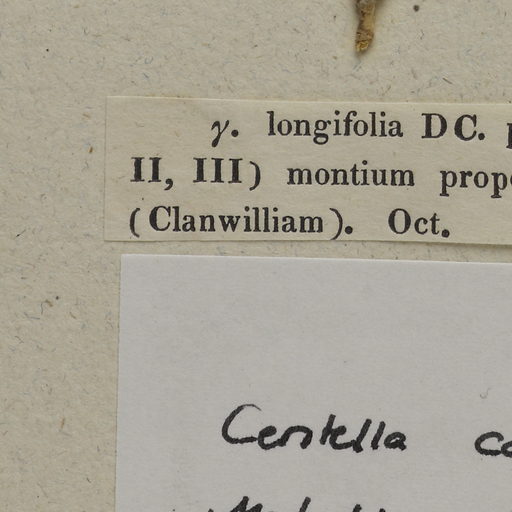 γ. longifolia DC.
II, III) montium
(Clanwilliam). Oct.
Centella